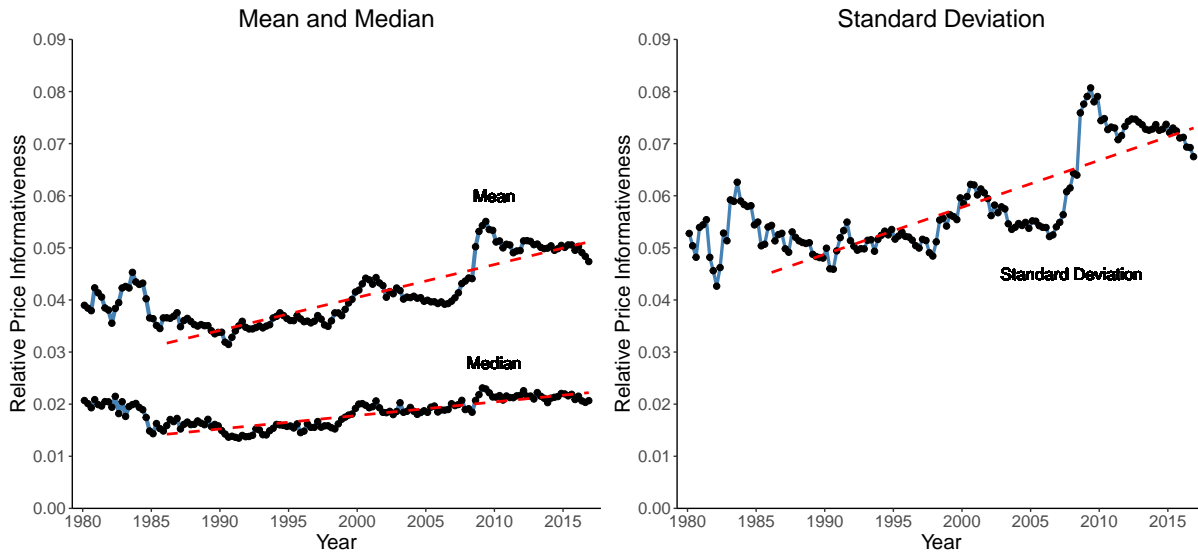 Mean and Median
Relative Price Informativeness
0.09
0.08
0.07
0.06
0.05
0.04
0.03
0.02
0.01
0.00
Mean
Median
1980 1985 1990 1995 2000 2005 2010 2015
Year
Standard Deviation
Relative Price Informativeness
0.09
0.08
0.07
0.06
0.05
0.04
0.03
0.02
0.01
0.00
Standard Deviation
1980 1985 1990 1995 2000 2005 2010 2015
Year